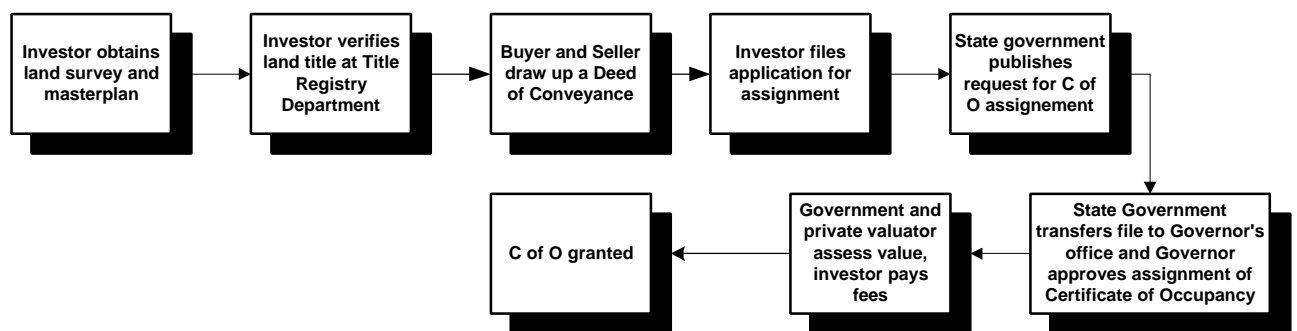 Investor obtains
land survey and
masterplan
Investor verifies
land title at Title
Registry
Department
Buyer and Seller
draw up a Deed
of Conveyance
Investor files
application for
assignment
State government
publishes
request for C of
O assignement
State Government
transfers file to Governor's
office and Governor
approves assignment of
Certificate of Occupancy
Government and
private valuator
assess value,
investor pays
fees
C of O granted